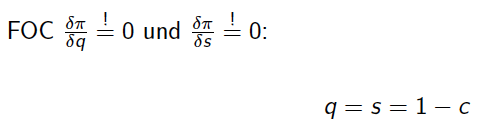 FOC δπ/δq =! 0 und δπ/δs =! 0:
q = s = 1 − c